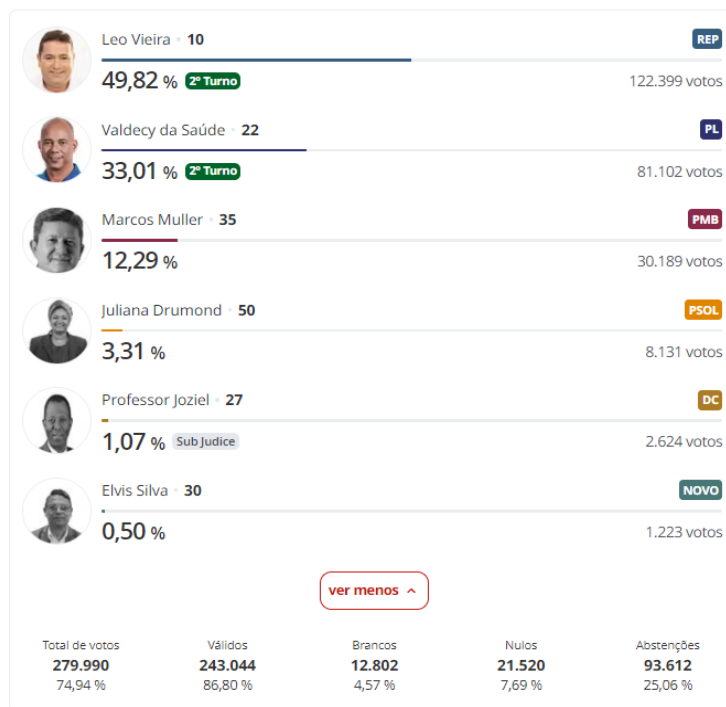 Leo Vieira • 10 REP
49,82 % 2º Turno 122.399 votos
Valdecy da Saúde • 22 PL
33,01 % 2º Turno 81.102 votos
Marcos Muller • 35 PMB
12,29 % 30.189 votos
Juliana Drumond • 50 PSOL
3,31 % 8.131 votos
Professor Joziel • 27 DC
1,07 % Sub Judice 2.624 votos
Elvis Silva • 30 NOVO
0,50 % 1.223 votos
ver menos
Total de votos Válidos Brancos Nulos Abstenções
279.990 243.044 12.802 21.520 93.612
74,94 % 86,80 % 4,57 % 7,69 % 25,06 %